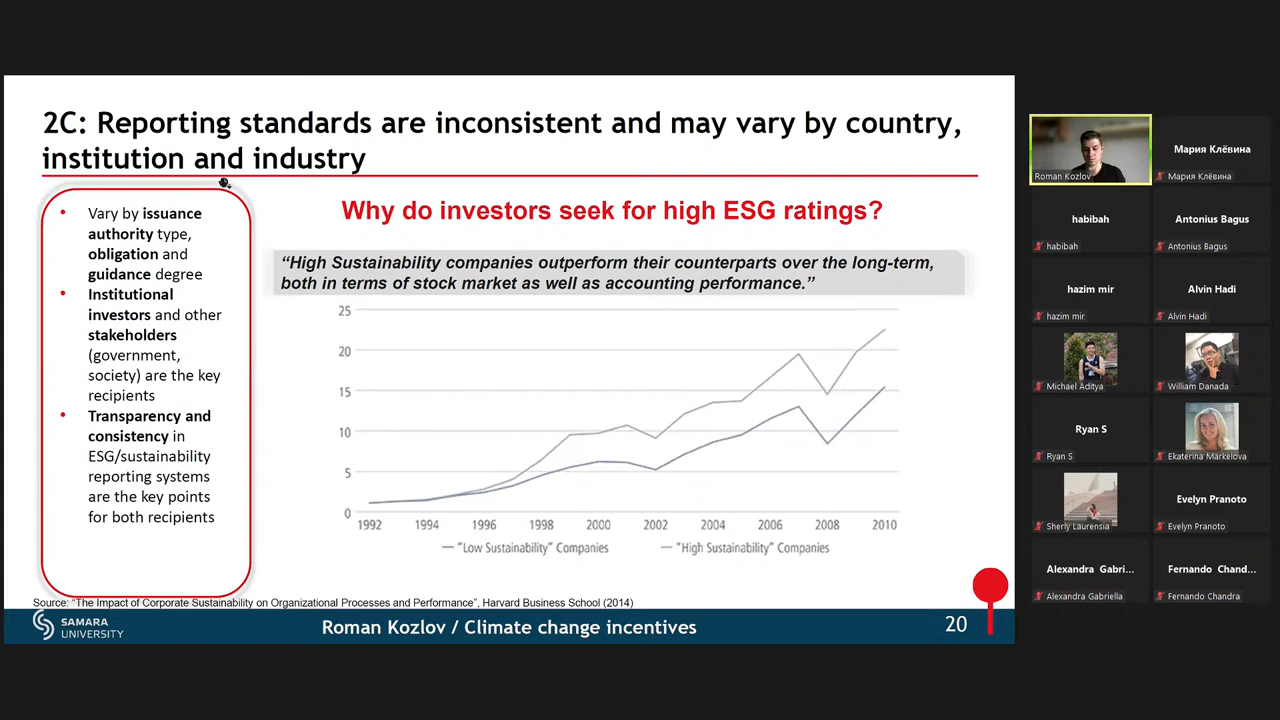 2C: Reporting standards are inconsistent and may vary by country,
institution and industry
• Vary by issuance
authority type,
obligation and
guidance degree
• Institutional
investors and other
stakeholders
(government,
society) are the key
recipients
• Transparency and
consistency in
ESG/sustainability
reporting systems
are the key points
for both recipients
Why do investors seek for high ESG ratings?
“High Sustainability companies outperform their counterparts over the long-term,
both in terms of stock market as well as accounting performance.”
25
20
15
10
5
0
1992 1994 1996 1998 2000 2002 2004 2006 2008 2010
"Low Sustainability" Companies "High Sustainability" Companies
Source: “The Impact of Corporate Sustainability on Organizational Processes and Performance”, Harvard Business School (2014)
SAMARA
UNIVERSITY
Roman Kozlov / Climate change incentives
20
Roman Kozlov
Мария Клёвина
Мария Клёвина
habibah
habibah
Antonius Bagus
Antonius Bagus
hazim mir
hazim mir
Alvin Hadi
Alvin Hadi
Michael Aditya
William Danada
Ryan S
Ryan S
Ekaterina Markelova
Sherly Laurensia
Evelyn Pranoto
Evelyn Pranoto
Alexandra Gabri...
Alexandra Gabriella
Fernando Chand...
Fernando Chandra